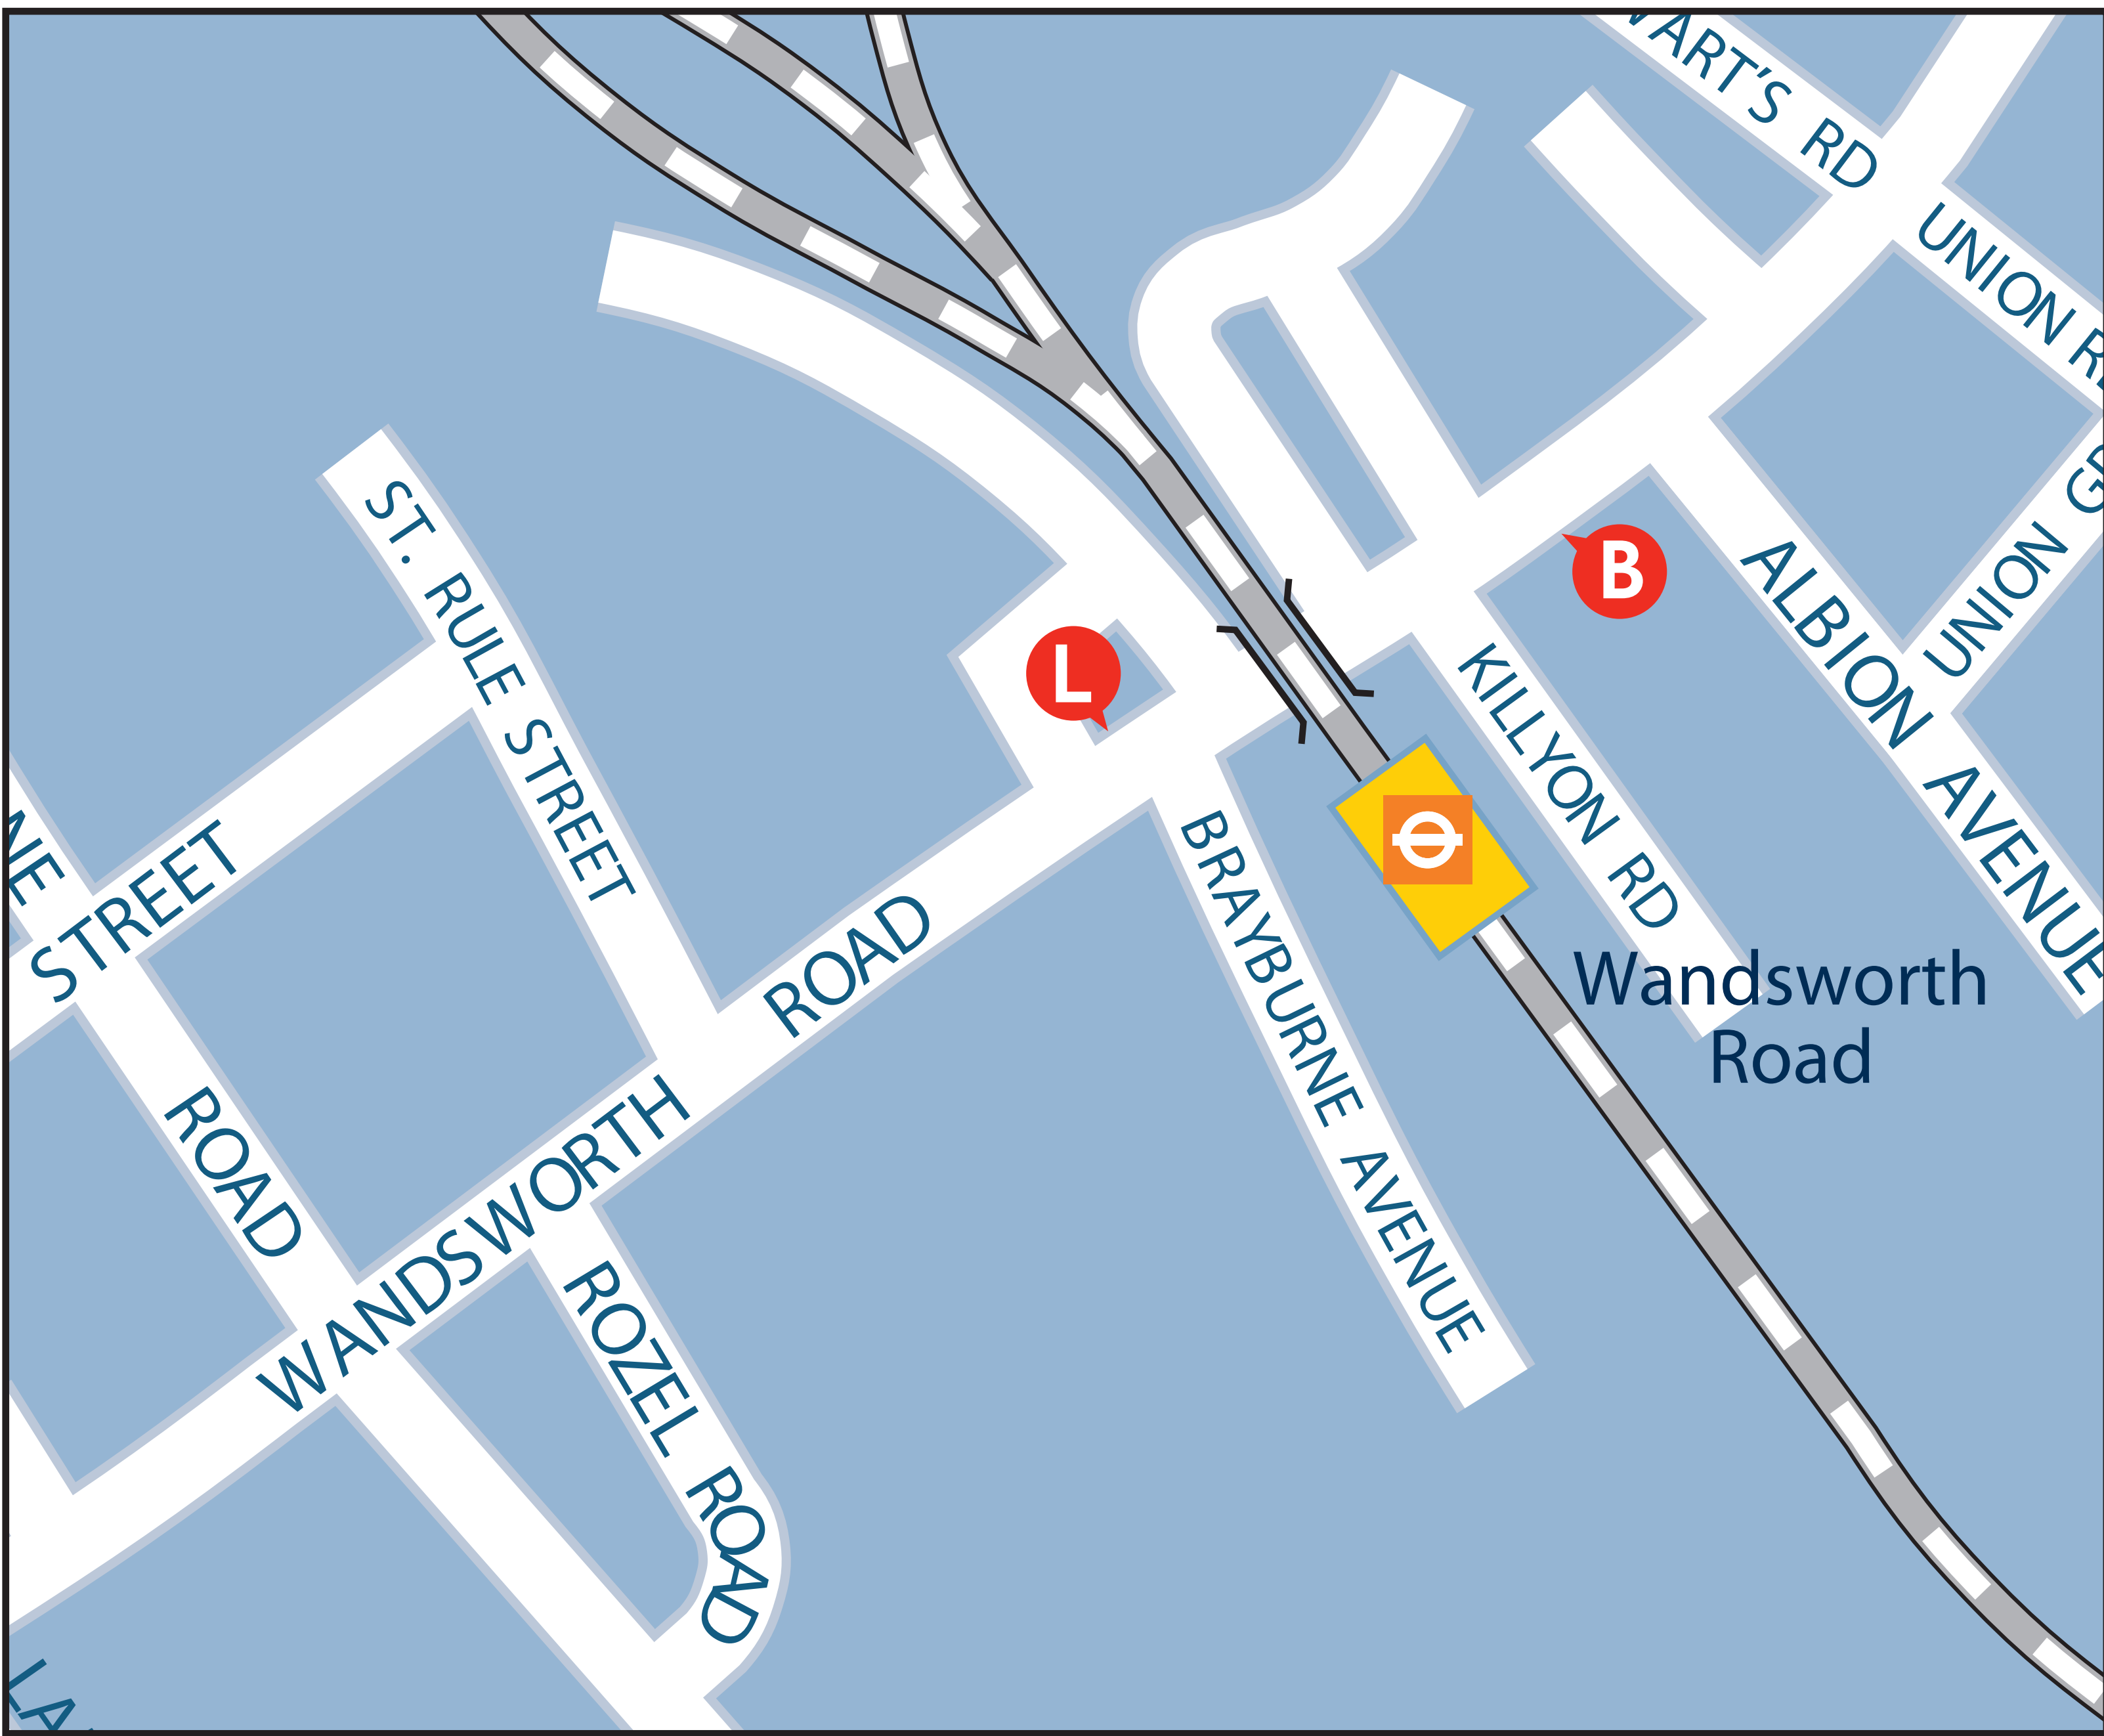 WART'S RD
UNION
UNION
ST. RULE STREET
B
L
ALBION AVENUE
KILLYON RD
STREET
BRAYBURNE AVENUE
ROAD
Wandsworth
Road
ROAD
WANDSWORTH
ROZEL ROAD